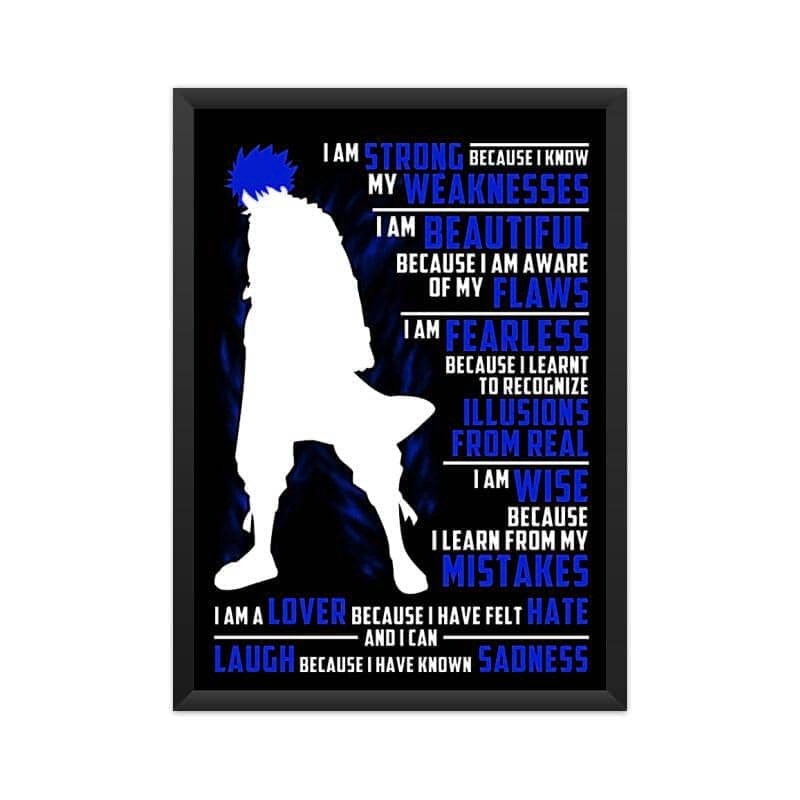 I AM STRONG BECAUSE I KNOW
MY WEAKNESSES
I AM BEAUTIFUL
BECAUSE I AM AWARE
OF MY FLAWS
I AM FEARLESS
BECAUSE I LEARNT
TO RECOGNIZE
ILLUSIONS
FROM REAL
I AM WISE
BECAUSE
I LEARN FROM MY
MISTAKES
I AM A LOVER BECAUSE I HAVE FELT HATE
AND I CAN
LAUGH BECAUSE I HAVE KNOWN SADNESS